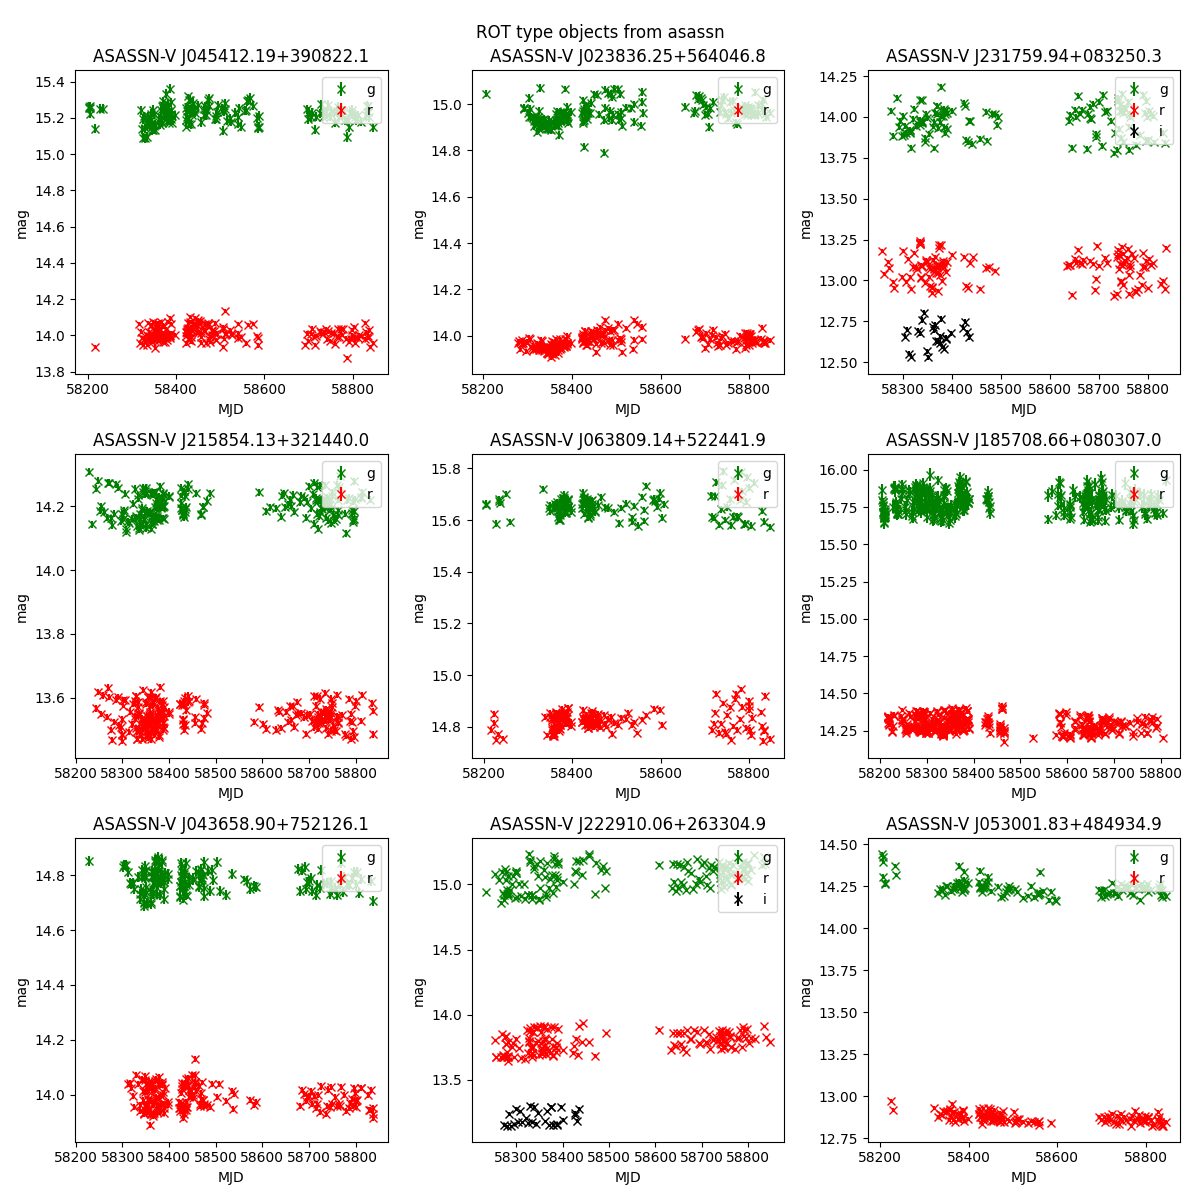 ROT type objects from asassn
ASASSN-V J045412.19+390822.1
ASASSN-V J023836.25+564046.8
ASASSN-V J231759.94+083250.3
15.4
15.2
15.0
14.8
14.6
14.4
14.2
14.0
13.8
mag
g
r
58200
58400
58600
58800
MJD
15.0
14.8
14.6
14.4
14.2
14.0
mag
g
r
58200
58400
58600
58800
MJD
14.25
14.00
13.75
13.50
13.25
13.00
12.75
12.50
mag
g
r
i
58300
58400
58500
58600
58700
58800
MJD
ASASSN-V J215854.13+321440.0
ASASSN-V J063809.14+522441.9
ASASSN-V J185708.66+080307.0
14.2
14.0
13.8
13.6
mag
g
r
58200
58300
58400
58500
58600
58700
58800
MJD
15.8
15.6
15.4
15.2
15.0
14.8
mag
g
r
58200
58400
58600
58800
MJD
16.00
15.75
15.50
15.25
15.00
14.75
14.50
14.25
mag
g
r
58200
58300
58400
58500
58600
58700
58800
MJD
ASASSN-V J043658.90+752126.1
ASASSN-V J222910.06+263304.9
ASASSN-V J053001.83+484934.9
14.8
14.6
14.4
14.2
14.0
mag
g
r
58200
58300
58400
58500
58600
58700
58800
MJD
15.0
14.5
14.0
13.5
mag
g
r
i
58300
58400
58500
58600
58700
58800
MJD
14.50
14.25
14.00
13.75
13.50
13.25
13.00
12.75
mag
g
r
58200
58400
58600
58800
MJD